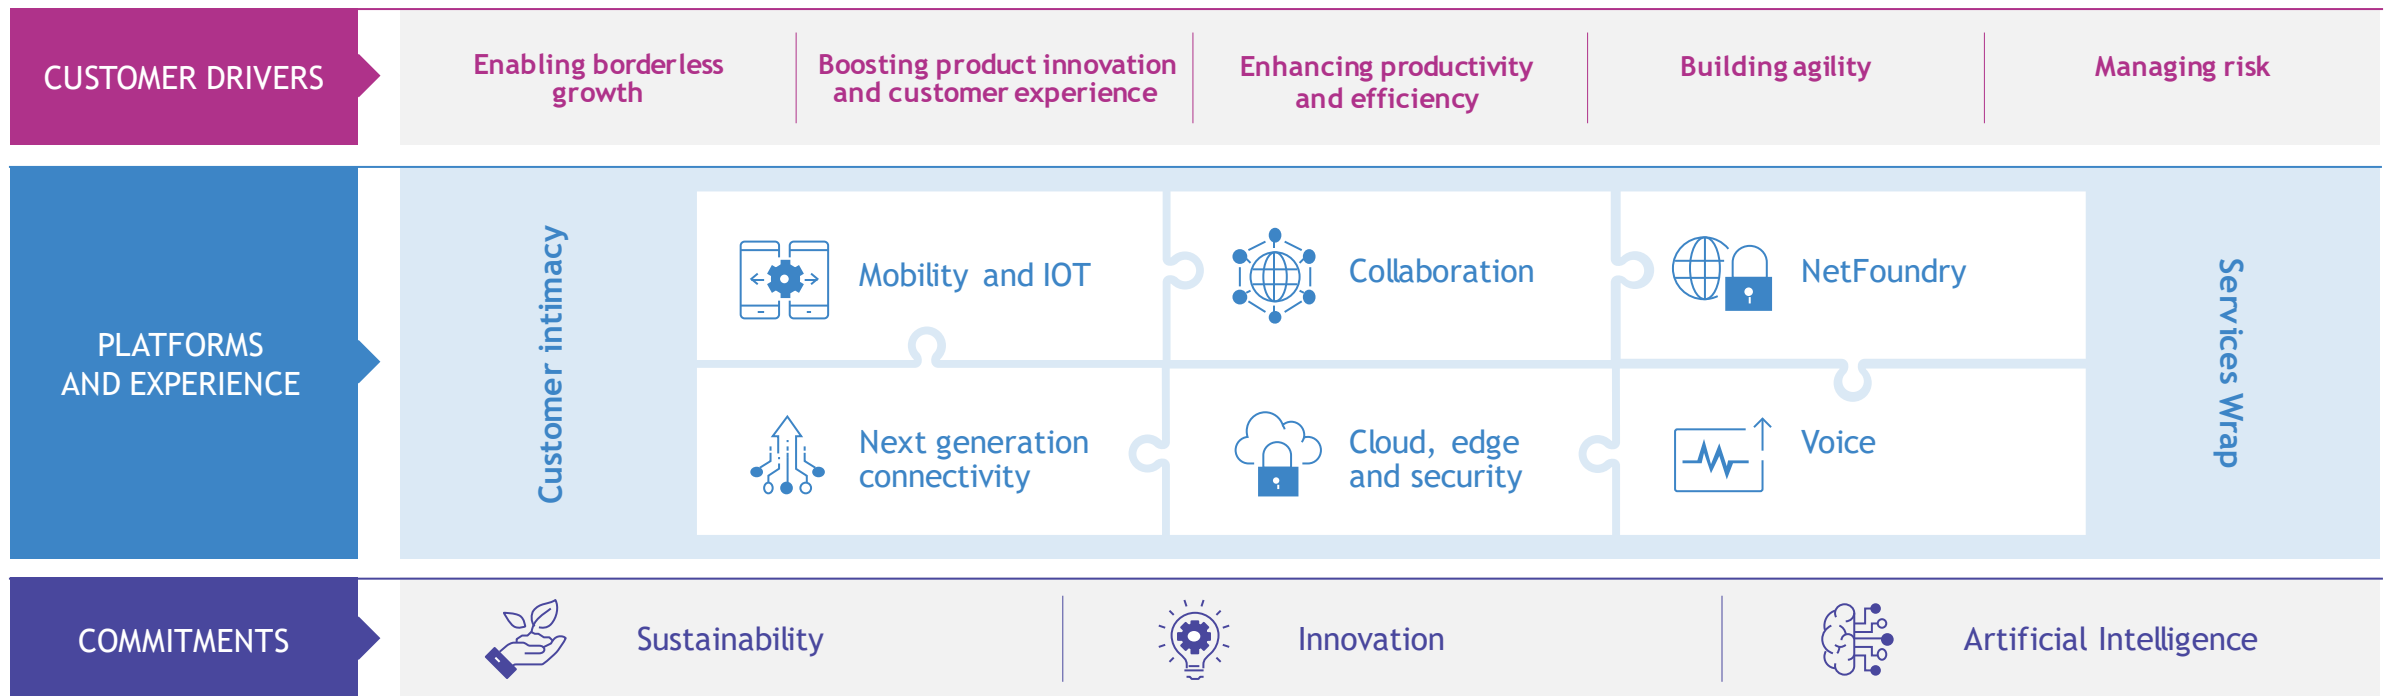 CUSTOMER DRIVERS
Enabling borderless
growth
Boosting product innovation
and customer experience
Enhancing productivity
and efficiency
Building agility
Managing risk
PLATFORMS
AND EXPERIENCE
Customer intimacy
Mobility and IOT
Collaboration
NetFoundry
Next generation
connectivity
Cloud, edge
and security
Voice
Services Wrap
COMMITMENTS
Sustainability
Innovation
Artificial Intelligence